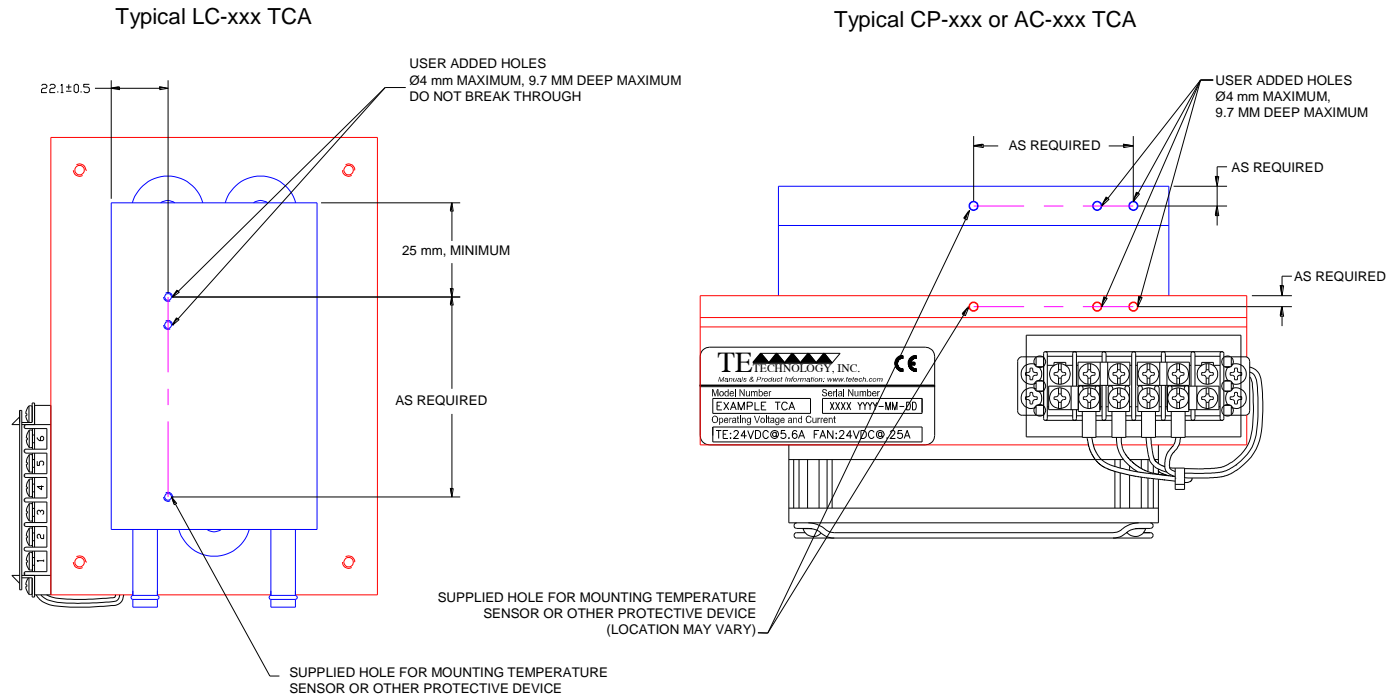 Typical LC-xxx TCA
22.1±0.5
USER ADDED HOLES
Ø4 mm MAXIMUM, 9.7 MM DEEP MAXIMUM
DO NOT BREAK THROUGH
25 mm, MINIMUM
AS REQUIRED
6
5
4
3
2
1
SUPPLIED HOLE FOR MOUNTING TEMPERATURE
SENSOR OR OTHER PROTECTIVE DEVICE
Typical CP-xxx or AC-xxx TCA
USER ADDED HOLES
Ø4 mm MAXIMUM,
9.7 MM DEEP MAXIMUM
AS REQUIRED
AS REQUIRED
AS REQUIRED
TE TECHNOLOGY, INC.
CE
Manuals & Product Information: www.tetech.com
Model Number Serial Number
EXAMPLE TCA XXXX YYYY-MM-DD
Operating Voltage and Current
TE:24VDC@5.6A FAN:24VDC@.25A
SUPPLIED HOLE FOR MOUNTING TEMPERATURE
SENSOR OR OTHER PROTECTIVE DEVICE
(LOCATION MAY VARY)